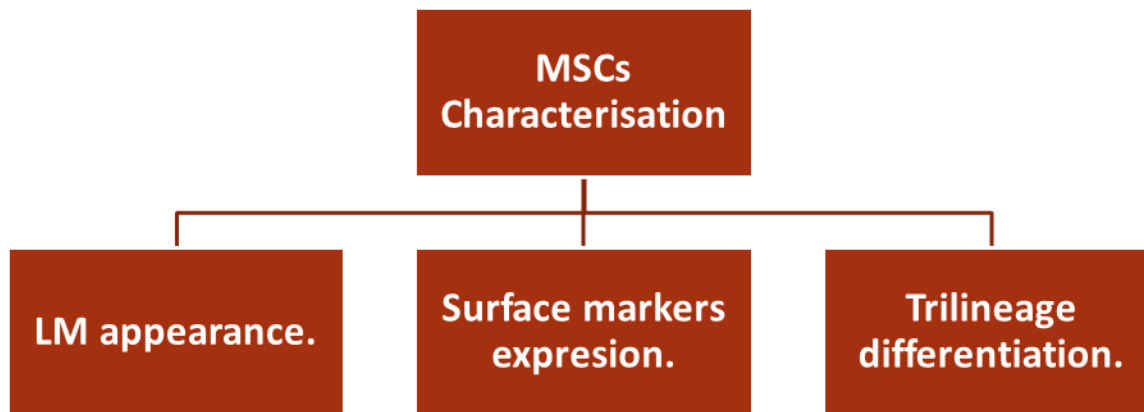 MSCs
Characterisation
LM appearance.
Surface markers
expresion.
Trilineage
differentiation.